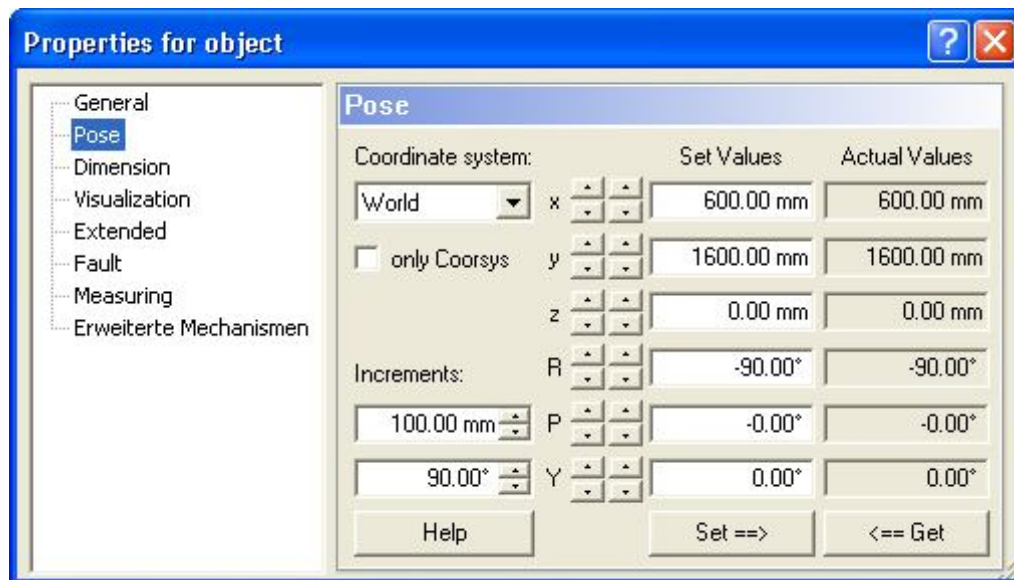 Properties for object
General
Pose
Dimension
Visualization
Extended
Fault
Measuring
Erweiterte Mechanismen
Pose
Coordinate system: Set Values Actual Values
World x 600.00 mm 600.00 mm
only Coorsys y 1600.00 mm 1600.00 mm
z 0.00 mm 0.00 mm
Increments: R -90.00° -90.00°
100.00 mm P -0.00° -0.00°
90.00° Y 0.00° 0.00°
Help Set ==> <== Get